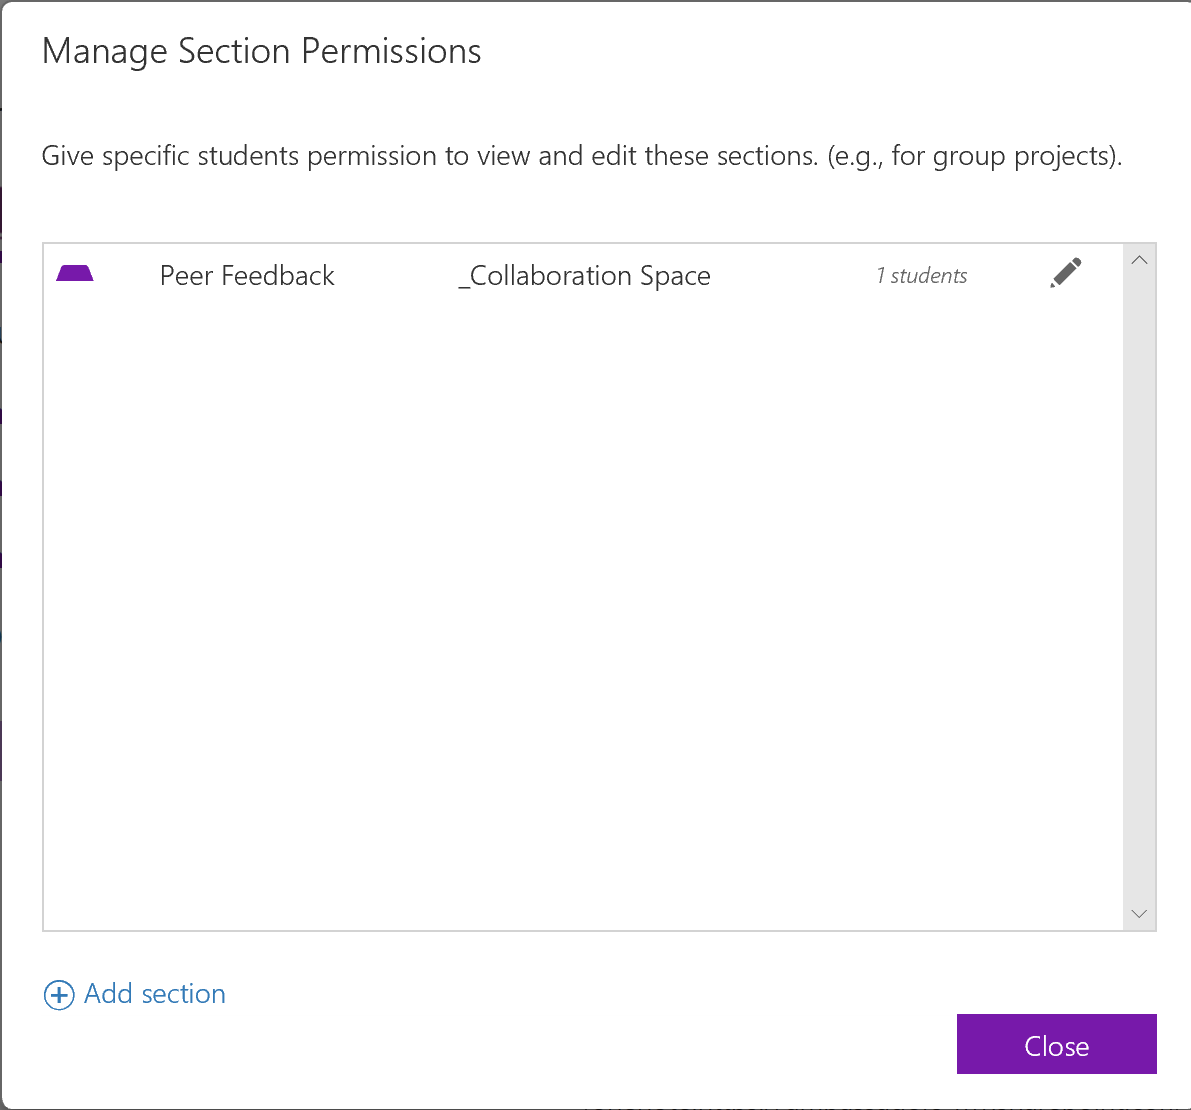 Manage Section Permissions
Give specific students permission to view and edit these sections. (e.g., for group projects).
Peer Feedback _Collaboration Space 1 students
Add section
Close